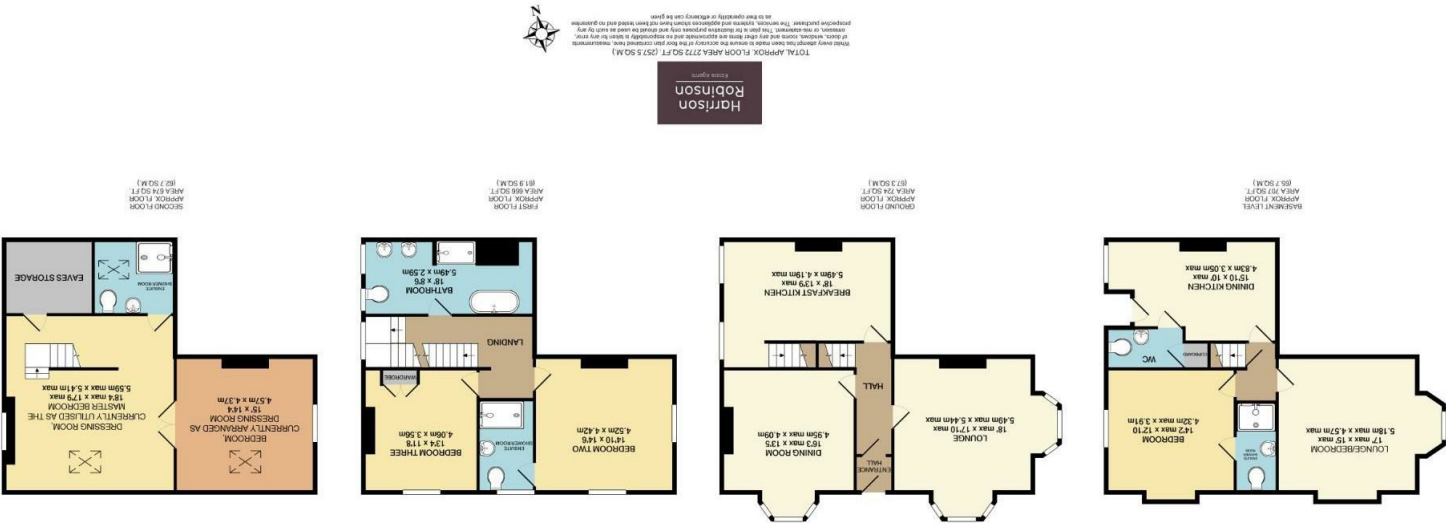 LOUNGE/BEDROOM
17' max x 15' max
5.18m max x 4.57m max
ENSUITE
SHOWER
ROOM
BEDROOM
14'2 max x 12'10 max
4.32m max x 3.91m
CUPBOARD
WC
DINING KITCHEN
15'10 x 10' max
4.83m x 3.05m max
BASEMENT LEVEL
APPROX. FLOOR
AREA 707 SQ.FT.
(65.7 SQ.M.)
LOUNGE
18' max x 17'10 max
5.49m max x 5.44m max
ENTRANCE
HALL
HALL
DINING ROOM
16'3 max x 13'5
4.95m max x 4.09m
BREAKFAST KITCHEN
18' x 13'9 max
5.49m x 4.19m max
GROUND FLOOR
APPROX. FLOOR
AREA 724 SQ.FT.
(67.3 SQ.M.)
BEDROOM TWO
14'10 x 14'6
4.52m x 4.42m
ENSUITE
SHOWER ROOM
BEDROOM THREE
13'4 x 11'8
4.06m x 3.56m
WARDROBE
LANDING
BATHROOM
18' x 8'6
5.49m x 2.59m
FIRST FLOOR
APPROX. FLOOR
AREA 666 SQ.FT.
(61.9 SQ.M.)
BEDROOM,
CURRENTLY ARRANGED AS
DRESSING ROOM
15' x 14'4
4.57m x 4.37m
DRESSING ROOM,
CURRENTLY UTILISED AS THE
MASTER BEDROOM
18'4 max x 17'9 max
5.59m max x 5.41m max
ENSUITE
SHOWER ROOM
EAVES STORAGE
SECOND FLOOR
APPROX. FLOOR
AREA 674 SQ.FT.
(62.7 SQ.M.)
Harrison
Robinson
Estate Agents
TOTAL APPROX. FLOOR AREA 2772 SQ.FT. (257.5 SQ.M.)
Whilst every attempt has been made to ensure the accuracy of the floor plan contained here, measurements
of doors, windows, rooms and any other items are approximate and no responsibility is taken for any error,
omission, or mis-statement. This plan is for illustrative purposes only and should be used as such by any
prospective purchaser. The services, systems and appliances shown have not been tested and no guarantee
as to their operability or efficiency can be given
N